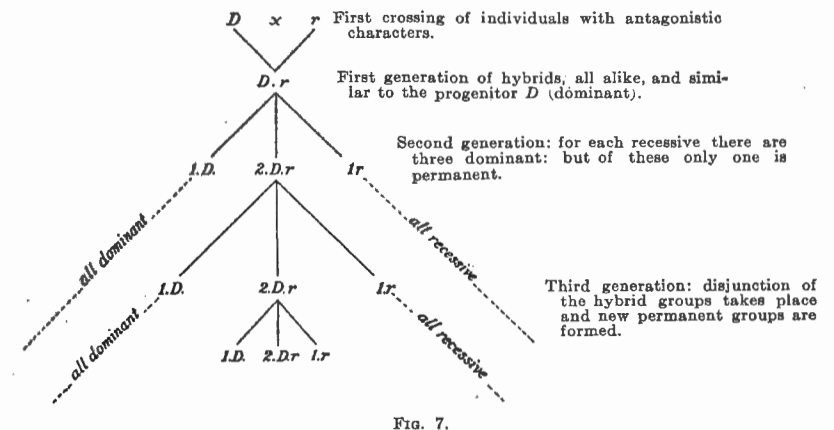 D x r First crossing of individuals with antagonistic
characters.
D.r First generation of hybrids, all alike, and simi-
lar to the progenitor D (dominant).
Second generation: for each recessive there are
three dominant: but of these only one is
permanent.
1.D. 2.D.r 1r
all dominant
all recessive
1.D. 2.D.r 1.r.
Third generation: disjunction of
the hybrid groups takes place
and new permanent groups are
formed.
all dominant
all recessive
1.D. 2.D.r 1.r
FIG. 7.